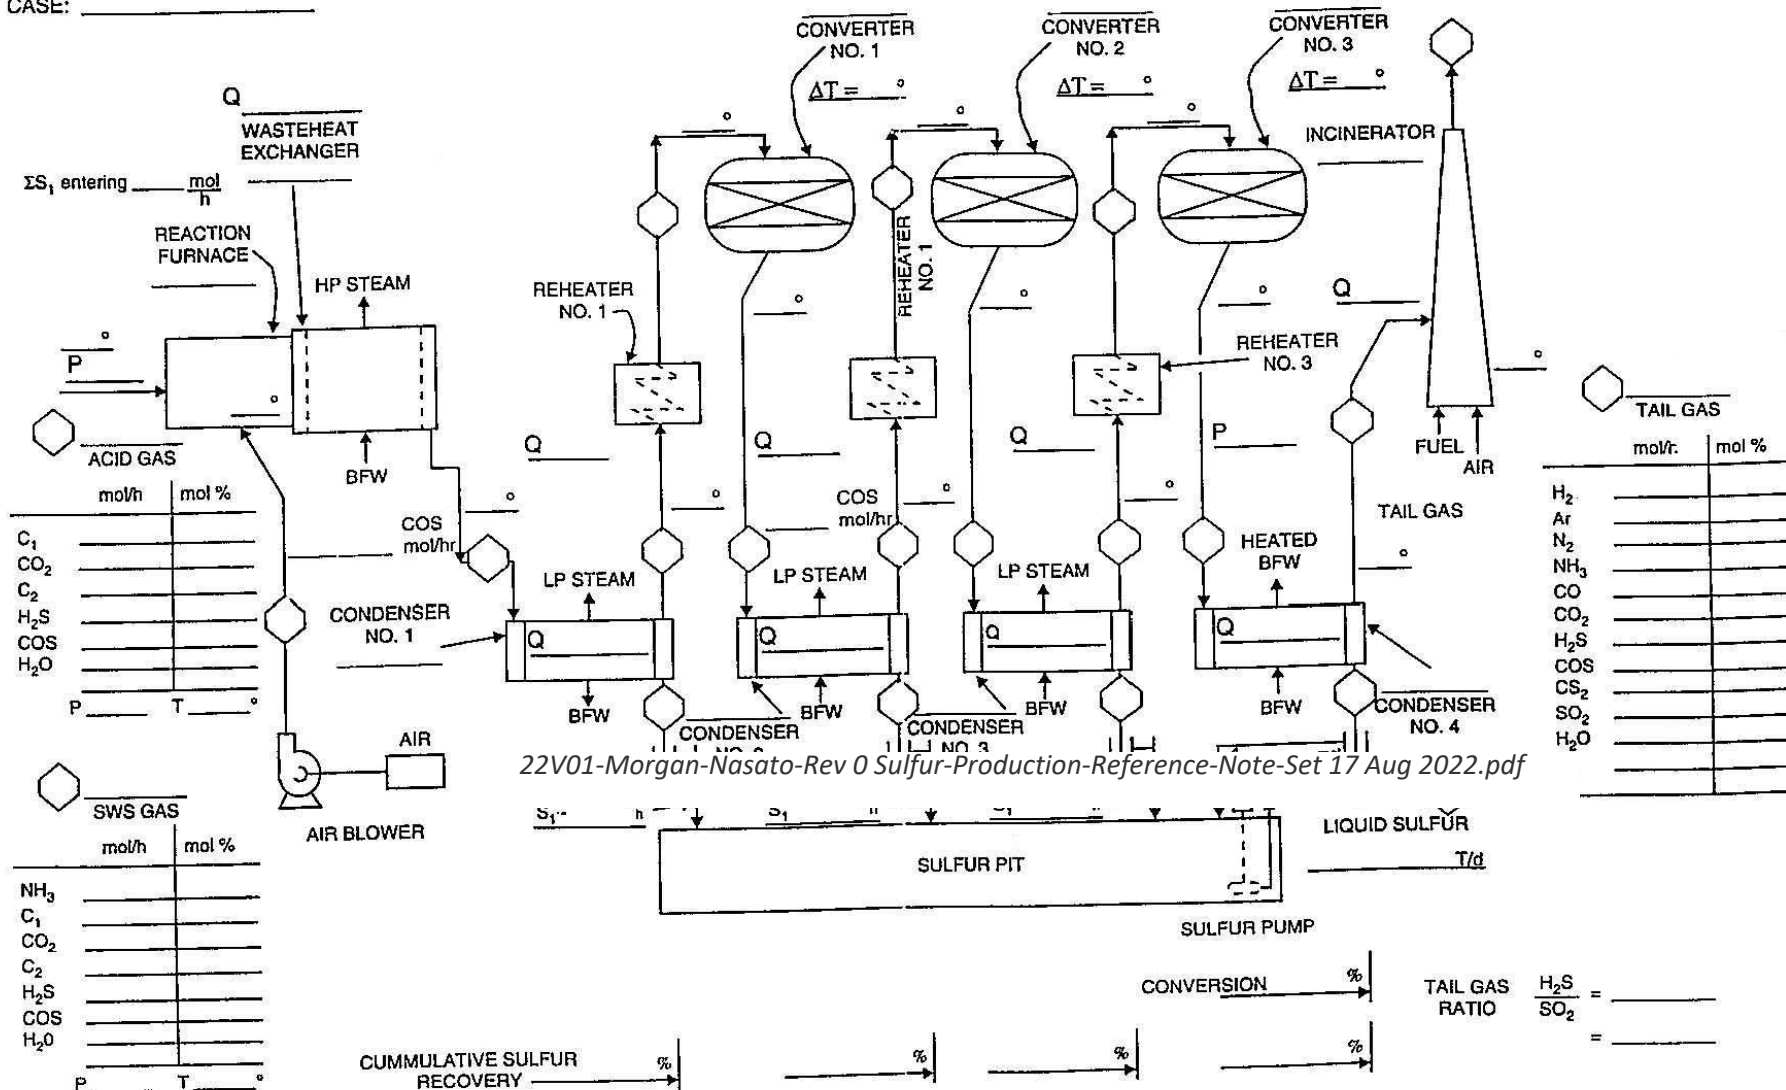 CASE:
CONVERTER
NO. 1
ΔT = °
CONVERTER
NO. 2
ΔT = °
CONVERTER
NO. 3
ΔT = °
Q
WASTEHEAT
EXCHANGER
ΣS₁ entering mol
h
REACTION
FURNACE
HP STEAM
°
P
°
BFW
ACID GAS
mol/h mol %
C₁
CO₂
C₂
H₂S
COS
H₂O
P T °
SWS GAS
mol/h mol %
NH₃
C₁
CO₂
C₂
H₂S
COS
H₂0
P T °
AIR
AIR BLOWER
COS
mol/hr
°
CONDENSER
NO. 1
LP STEAM
Q
BFW
REHEATER
NO. 1
Q
°
°
°
Q
COS
mol/hr
LP STEAM
Q
BFW
CONDENSER
REHEATER
NO. 1
°
°
°
Q
LP STEAM
Q
BFW
CONDENSER
NO. 3
REHEATER
NO. 3
°
°
°
P
HEATED
BFW
Q
BFW
CONDENSER
NO. 4
INCINERATOR
Q
°
FUEL
AIR
TAIL GAS
°
TAIL GAS
mol/r. mol %
H₂
Ar
N₂
NH₃
CO
CO₂
H₂S
COS
CS₂
SO₂
H₂O
22V01-Morgan-Nasato-Rev 0 Sulfur-Production-Reference-Note-Set 17 Aug 2022.pdf
S₁ h
S₁
S₁
SULFUR PIT
LIQUID SULFUR
T/d
SULFUR PUMP
CONVERSION %
TAIL GAS
RATIO
H₂S
SO₂
=
=
CUMMULATIVE SULFUR
RECOVERY
% % % %